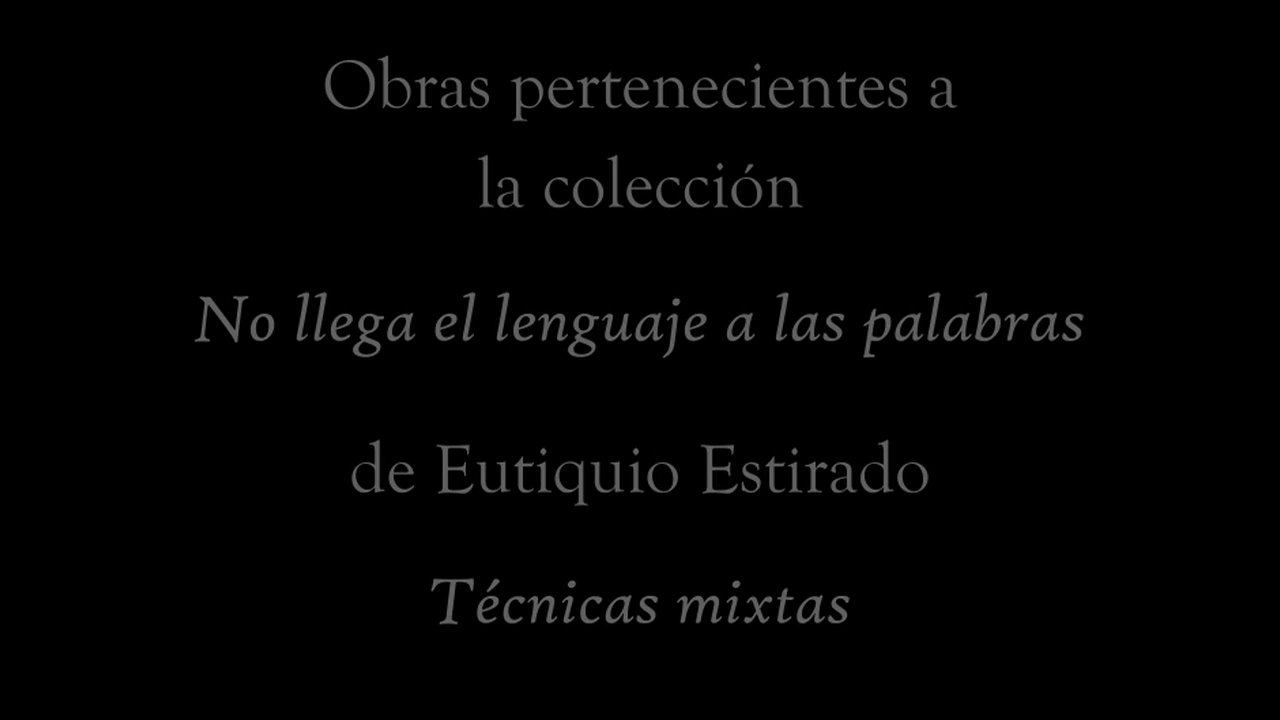 Obras pertenecientes a
la colección
No llega el lenguaje a las palabras
de Eutiquio Estirado
Técnicas mixtas